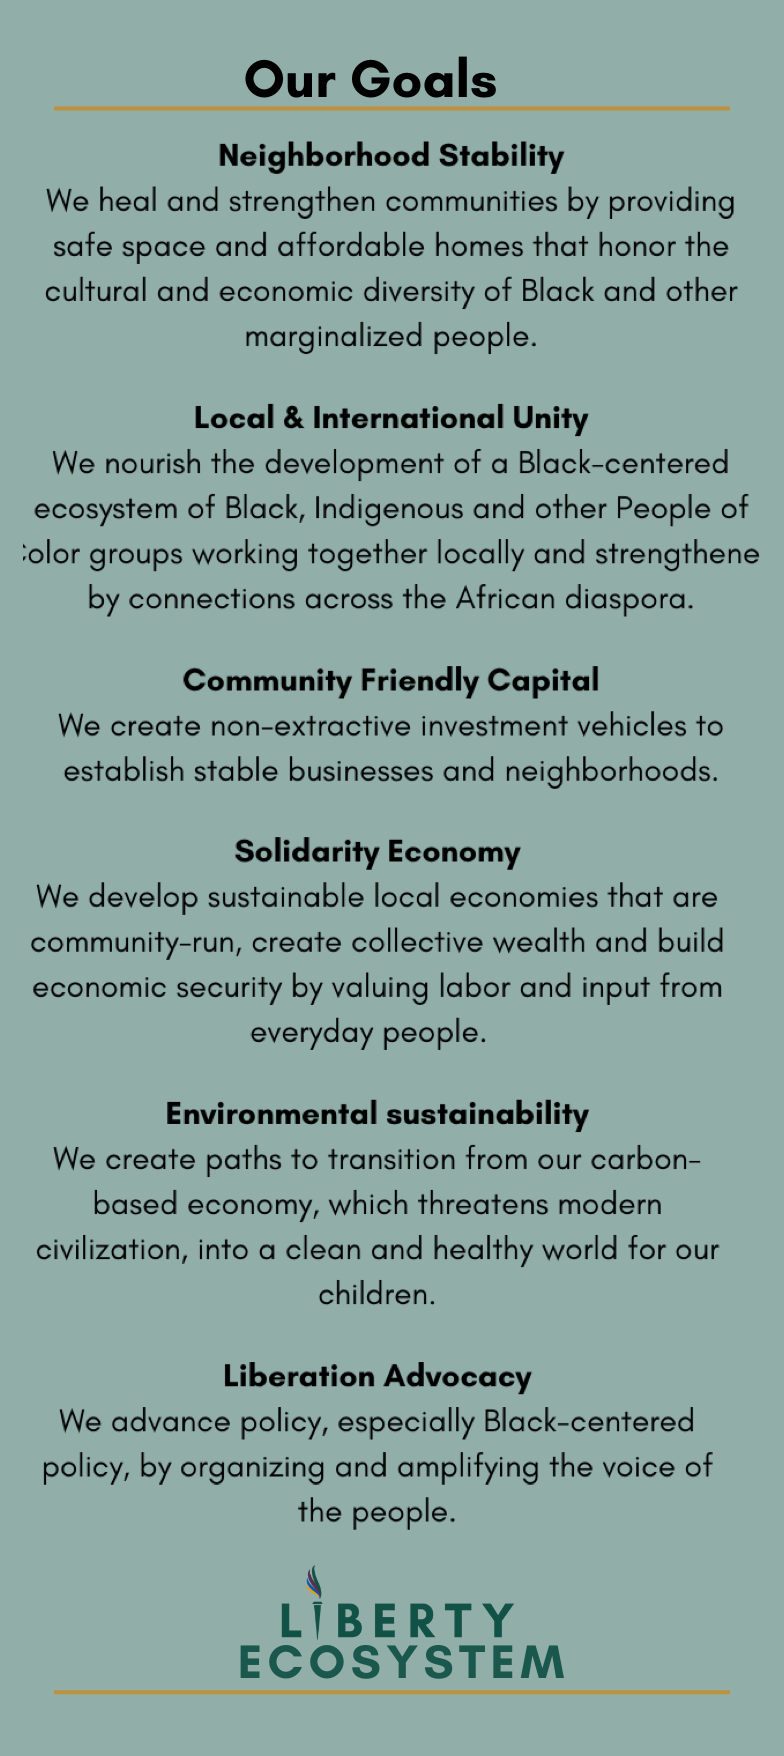 Our Goals
Neighborhood Stability
We heal and strengthen communities by providing
safe space and affordable homes that honor the
cultural and economic diversity of Black and other
marginalized people.
Local & International Unity
We nourish the development of a Black-centered
ecosystem of Black, Indigenous and other People of
olor groups working together locally and strengthene
by connections across the African diaspora.
Community Friendly Capital
We create non-extractive investment vehicles to
establish stable businesses and neighborhoods.
Solidarity Economy
We develop sustainable local economies that are
community-run, create collective wealth and build
economic security by valuing labor and input from
everyday people.
Environmental sustainability
We create paths to transition from our carbon-
based economy, which threatens modern
civilization, into a clean and healthy world for our
children.
Liberation Advocacy
We advance policy, especially Black-centered
policy, by organizing and amplifying the voice of
the people.
LIBERTY
ECOSYSTEM